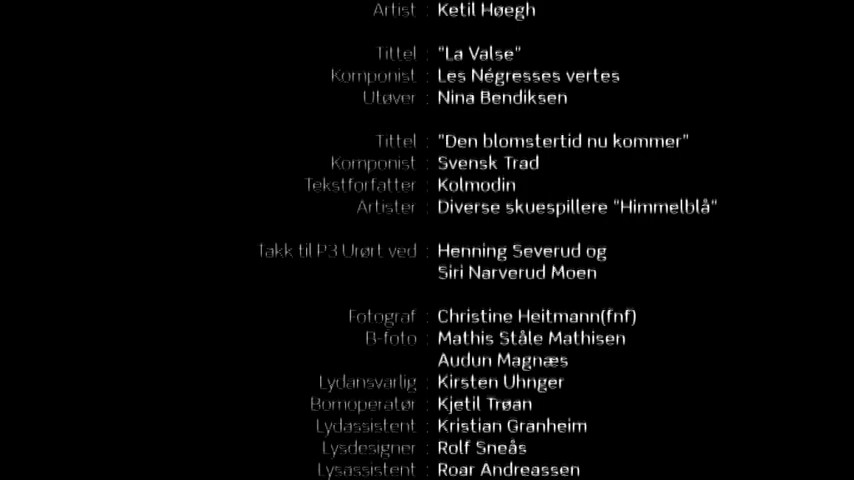 Artist : Ketil Høegh
Tittel : "La Valse"
Komponist : Les Négresses vertes
Utøver : Nina Bendiksen
Tittel : "Den blomstertid nu kommer"
Komponist : Svensk Trad
Tekstforfatter : Kolmodin
Artister : Diverse skuespillere "Himmelblå"
Takk til P3 Urørt ved : Henning Severud og
Siri Narverud Moen
Fotograf : Christine Heitmann(fnf)
B-foto : Mathis Ståle Mathisen
Audun Magnæs
Lydansvarlig : Kirsten Uhnger
Bomoperatør : Kjetil Trøan
Lydassistent : Kristian Granheim
Lysdesigner : Rolf Sneås
Lysassistent : Roar Andreassen